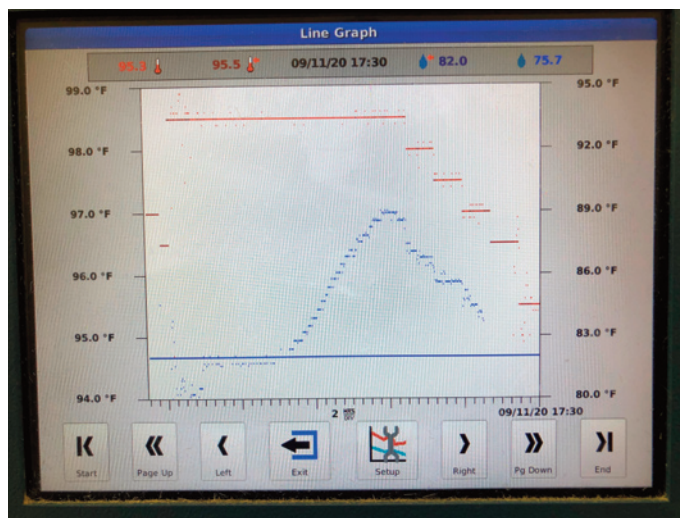 Line Graph
95.3 95.5 09/11/20 17:30 82.0 75.7
99.0 °F 95.0 °F
98.0 °F 92.0 °F
97.0 °F 89.0 °F
96.0 °F 86.0 °F
95.0 °F 83.0 °F
94.0 °F 80.0 °F
2 09/11/20 17:30
Start Page Up Left Exit Setup Right Pg Down End